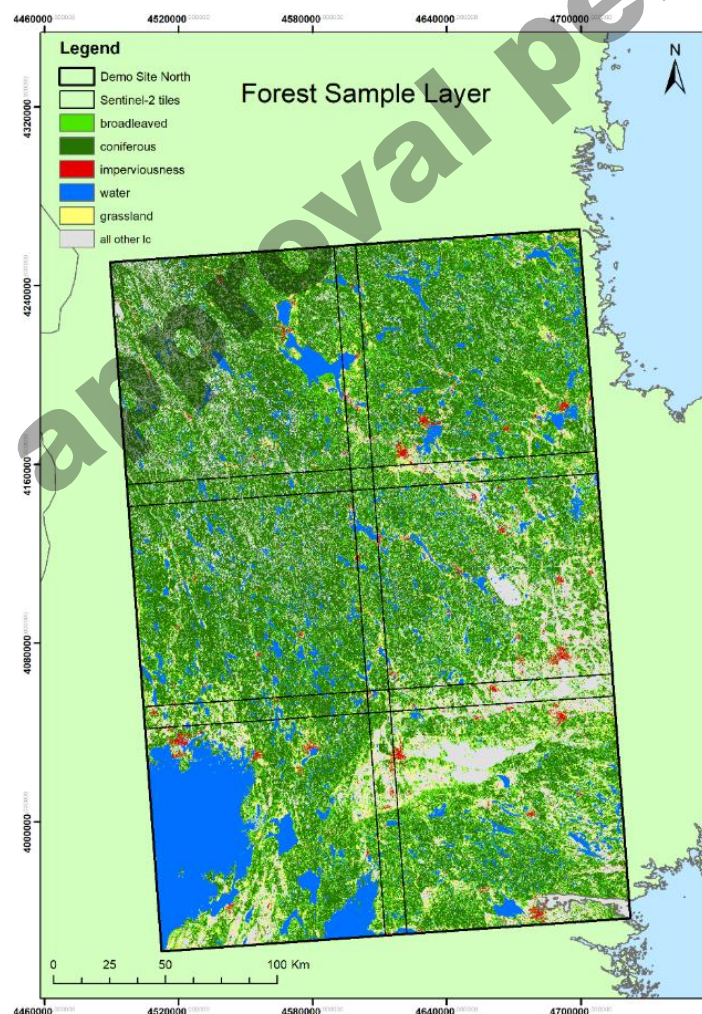 4460000 4520000 4580000 4640000 4700000
Legend
Demo Site North
Sentinel-2 tiles
broadleaved
coniferous
imperviousness
water
grassland
all other lc
Forest Sample Layer
N
approval pe
4320000
4240000
4160000
4080000
4000000
0 25 50 100 Km
4460000 4520000 4580000 4640000 4700000